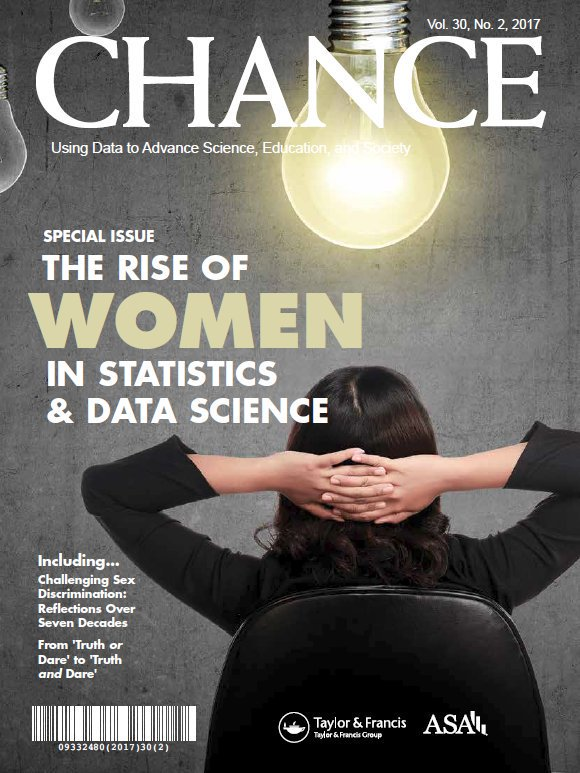 Vol. 30, No. 2, 2017
CHANCE
Using Data to Advance Science, Education, and Society
SPECIAL ISSUE
THE RISE OF
WOMEN
IN STATISTICS
& DATA SCIENCE
Including...
Challenging Sex
Discrimination:
Reflections Over
Seven Decades
From 'Truth or
Dare' to 'Truth
and Dare'
09332480(2017)30(2)
Taylor & Francis
Taylor & Francis Group
ASA